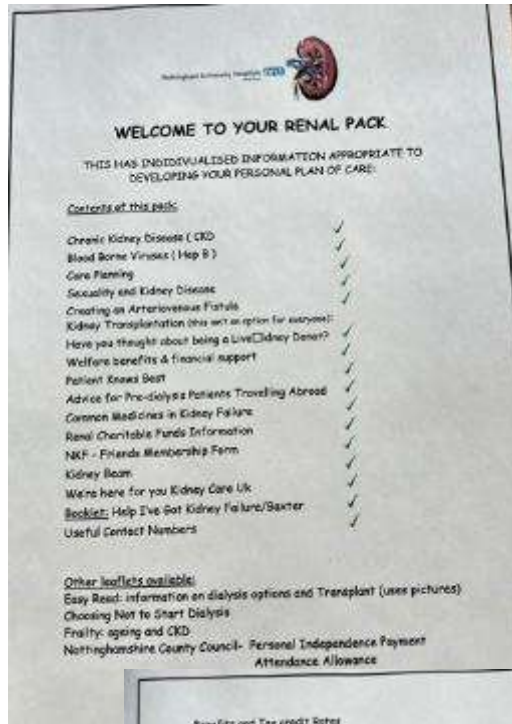 Nottingham University Hospitals NHS
WELCOME TO YOUR RENAL PACK
THIS HAS INDIDIVUALISED INFORMATION APPROPRIATE TO
DEVELOPING YOUR PERSONAL PLAN OF CARE:
Contents of this pack:
Chronic Kidney Disease ( CKD
Blood Borne Viruses ( Hep B )
Care Planning
Sexuality and Kidney Disease
Creating an Arteriovenous Fistula
Kidney Transplantation (this isn't an option for everyone):
Have you thought about being a Live□idney Donor?
Welfare benefits & financial support
Patient Knows Best
Advice for Pre-dialysis Patients Travelling Abroad
Common Medicines in Kidney Failure
Renal Charitable Funds Information
NKF - Friends Membership Form
Kidney Beam
We're here for you Kidney Care Uk
Booklet: Help I've Got Kidney Failure/Baxter
Useful Contact Numbers
Other leaflets available:
Easy Read: information on dialysis options and Transplant (uses pictures)
Choosing Not to Start Dialysis
Frailty: ageing and CKD
Nottinghamshire County Council- Personal Independence Payment
Attendance Allowance
Benefits and Tax credit Rates